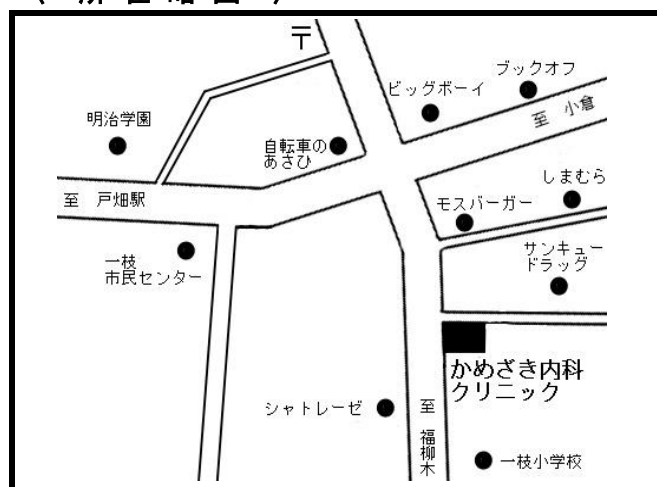 〒
ブックオフ
ビッグボーイ
至 小倉
明治学園
自転車の
あさひ
至 戸畑駅
しまむら
モスバーガー
一枝
市民センター
サンキュー
ドラッグ
かめざき内科
クリニック
シャトレーゼ
至 福柳木
一枝小学校